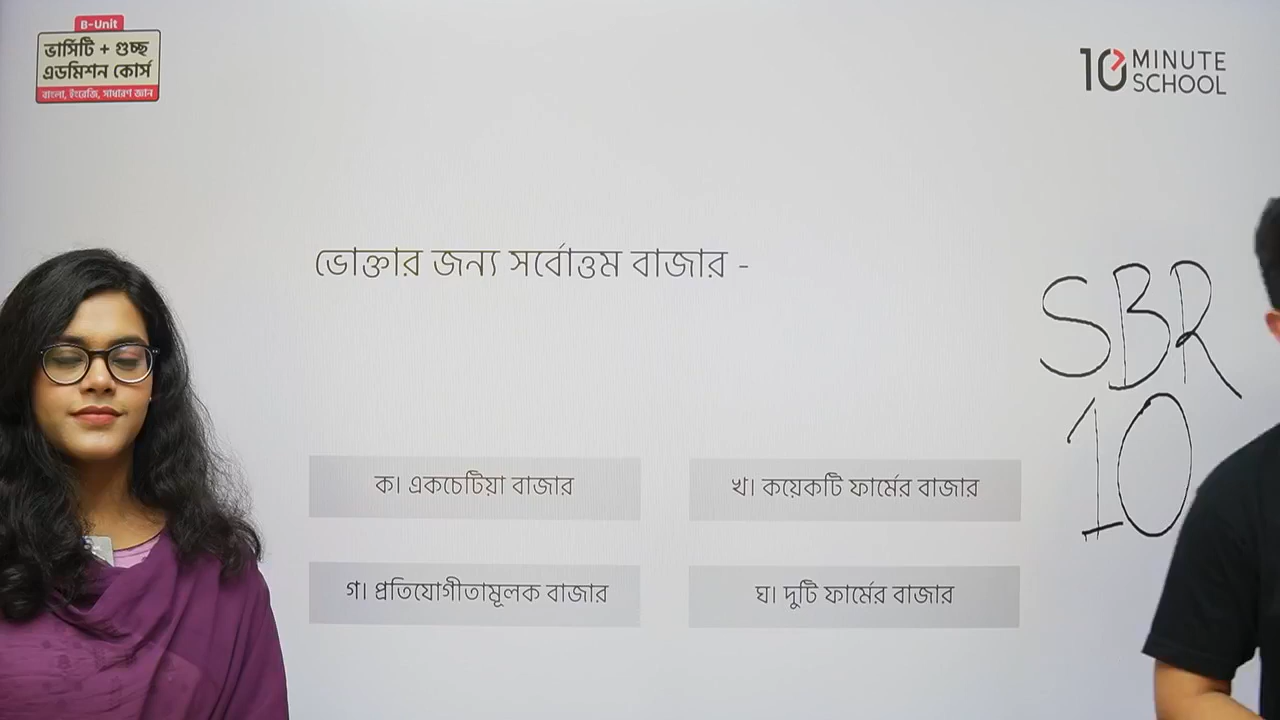 B-Unit
ভার্সিটি + গুচ্ছ
এডমিশন কোর্স
বাংলা, ইংরেজি, সাধারণ জ্ঞান
10 MINUTE
SCHOOL
ভোক্তার জন্য সর্বোত্তম বাজার -
SBR
10
ক। একচেটিয়া বাজার
খ। কয়েকটি ফার্মের বাজার
গ। প্রতিযোগীতামূলক বাজার
ঘ। দুটি ফার্মের বাজার